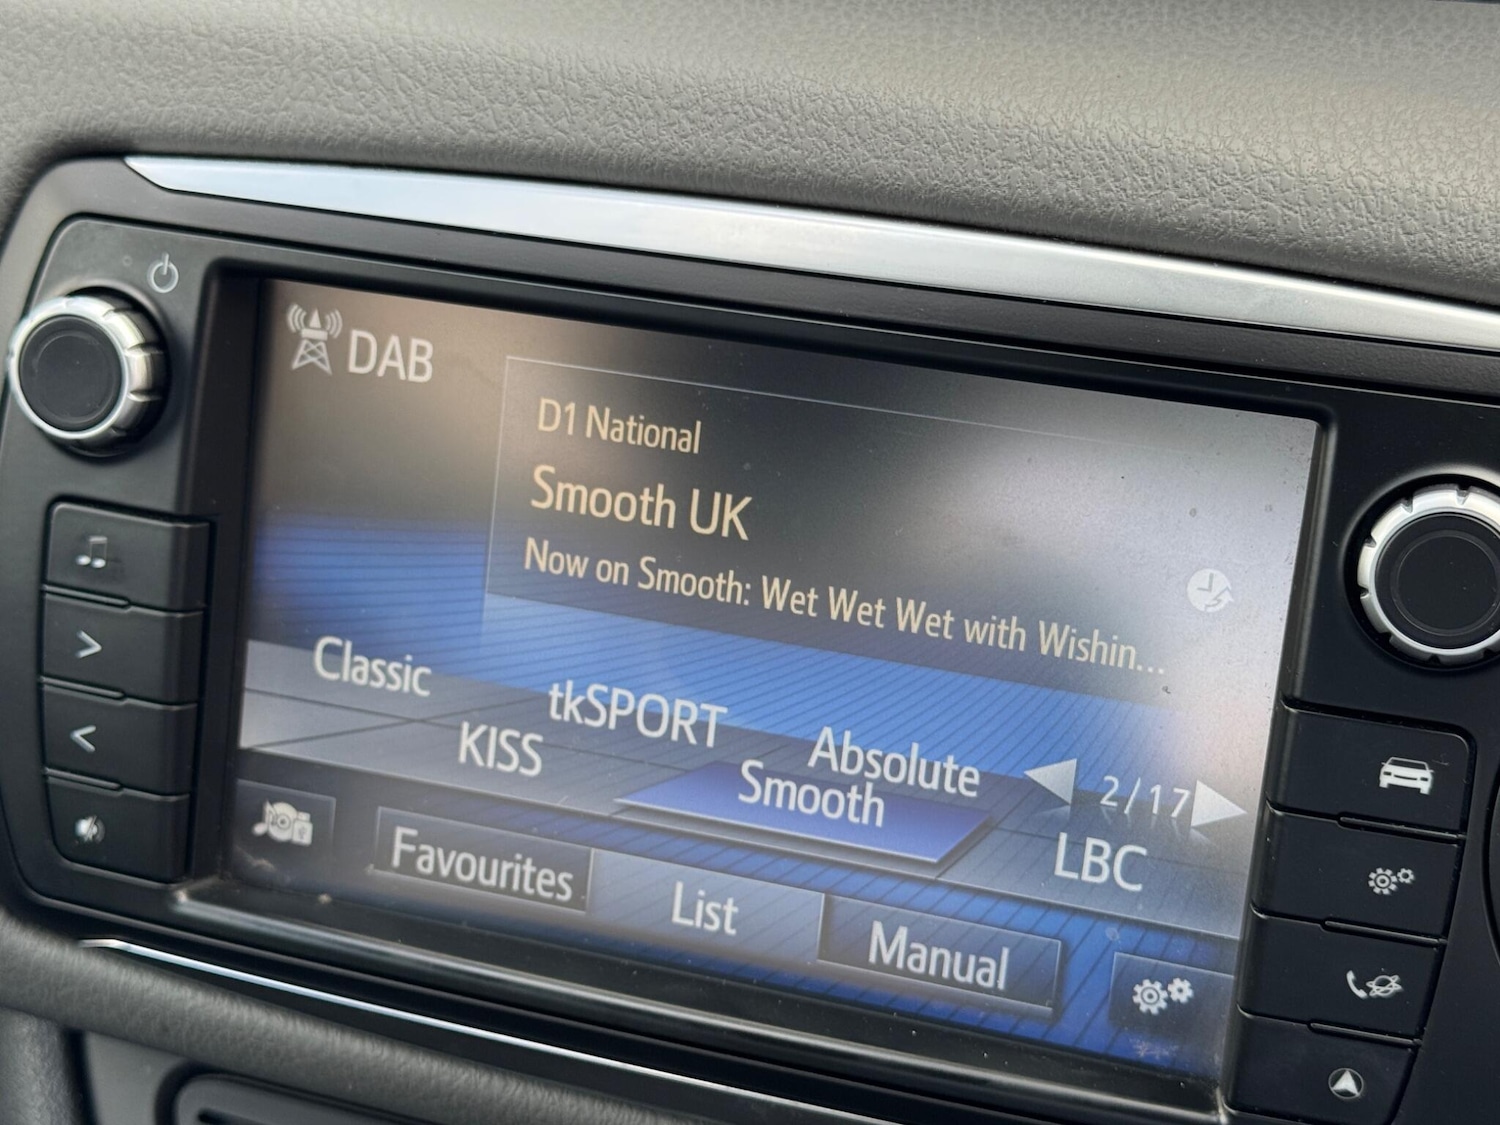 DAB
D1 National
Smooth UK
Now on Smooth: Wet Wet Wet with Wishin...
Classic
tkSPORT
Absolute
2/17
KISS
Smooth
LBC
Favourites
List
Manual